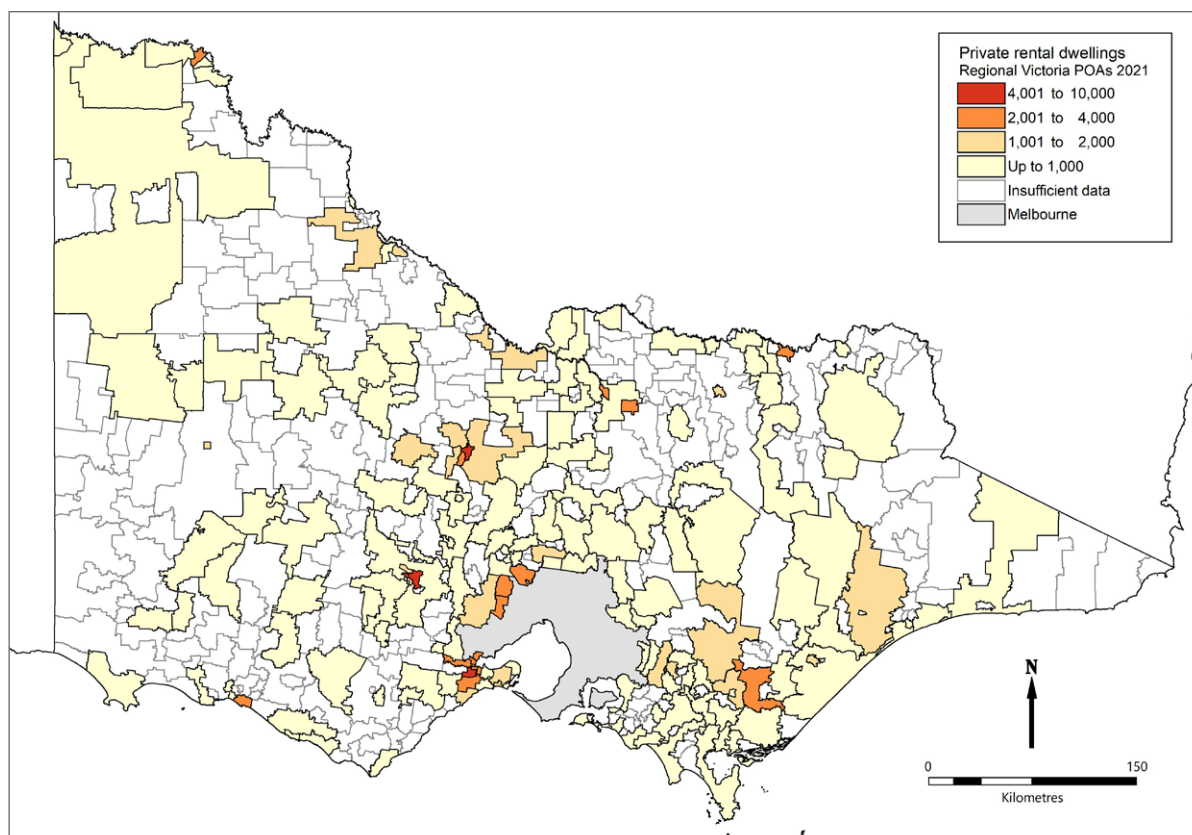 Private rental dwellings
Regional Victoria POAs 2021
4,001 to 10,000
2,001 to 4,000
1,001 to 2,000
Up to 1,000
Insufficient data
Melbourne
N
0 150
Kilometres